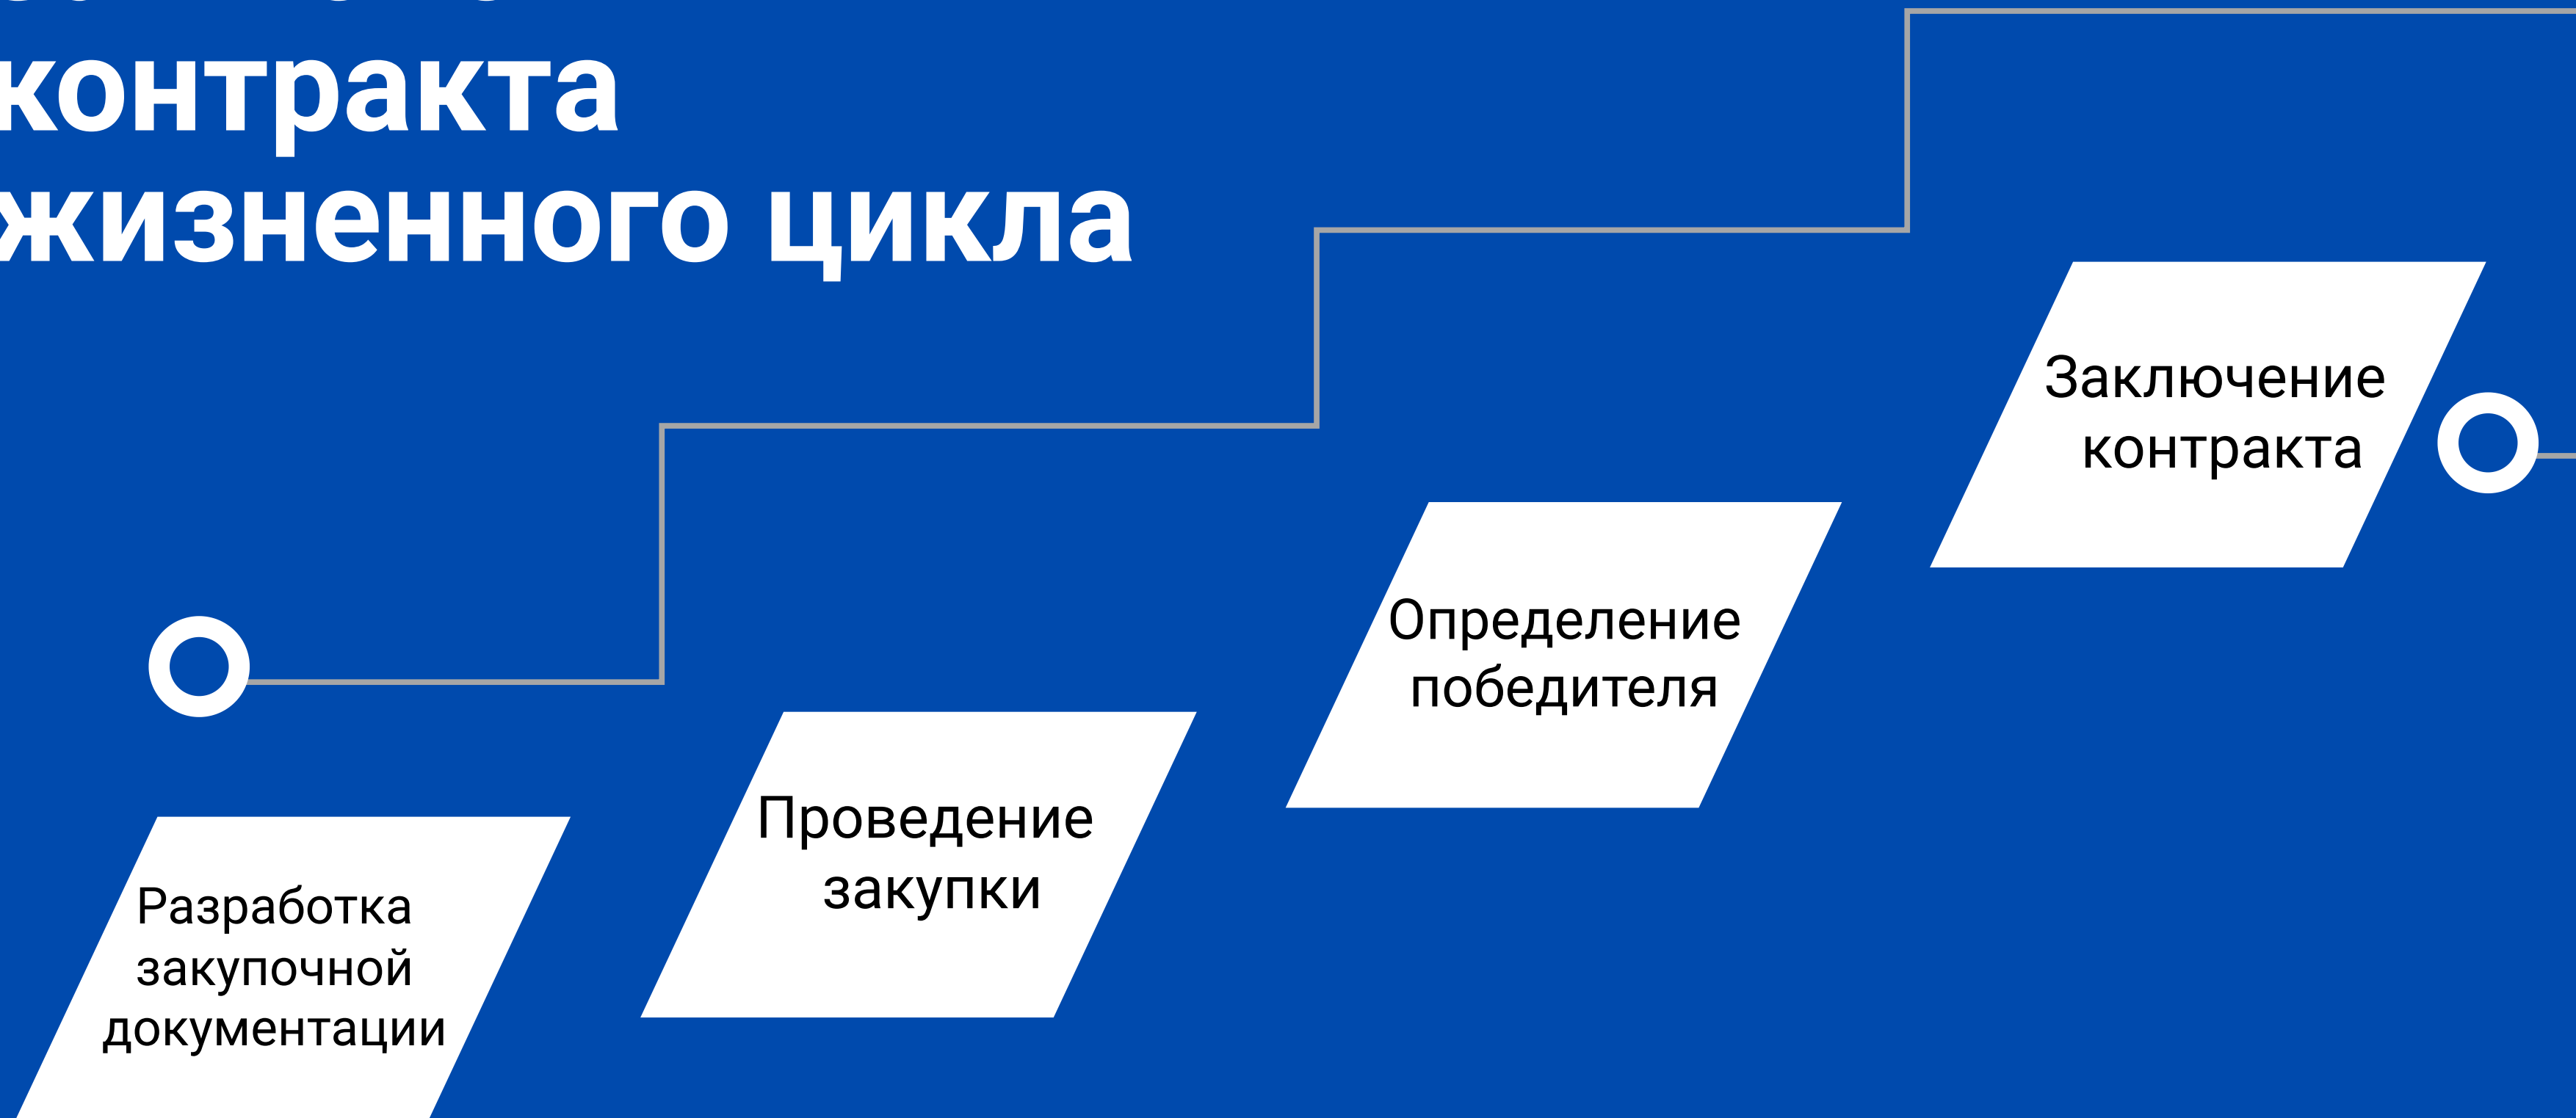 контракта
жизненного цикла
Заключение
контракта
Определение
победителя
Проведение
закупки
Разработка
закупочной
документации